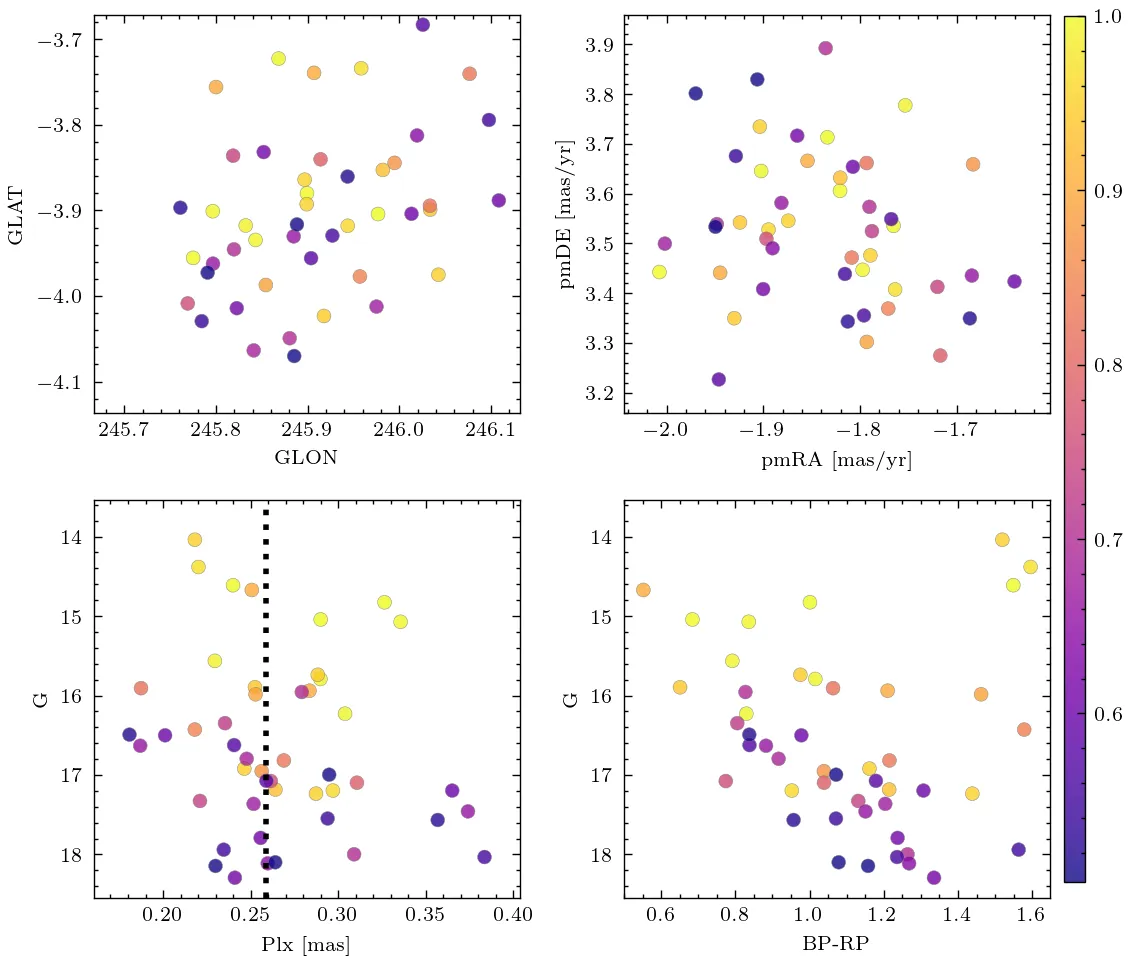 −3.7
−3.8
−3.9
−4.0
−4.1
GLAT
245.7 245.8 245.9 246.0 246.1
GLON
3.9
3.8
3.7
3.6
3.5
3.4
3.3
3.2
pmDE [mas/yr]
−2.0 −1.9 −1.8 −1.7
pmRA [mas/yr]
14
15
16
17
18
G
0.20 0.25 0.30 0.35 0.40
Plx [mas]
14
15
16
17
18
G
0.6 0.8 1.0 1.2 1.4 1.6
BP-RP
1.0
0.9
0.8
0.7
0.6